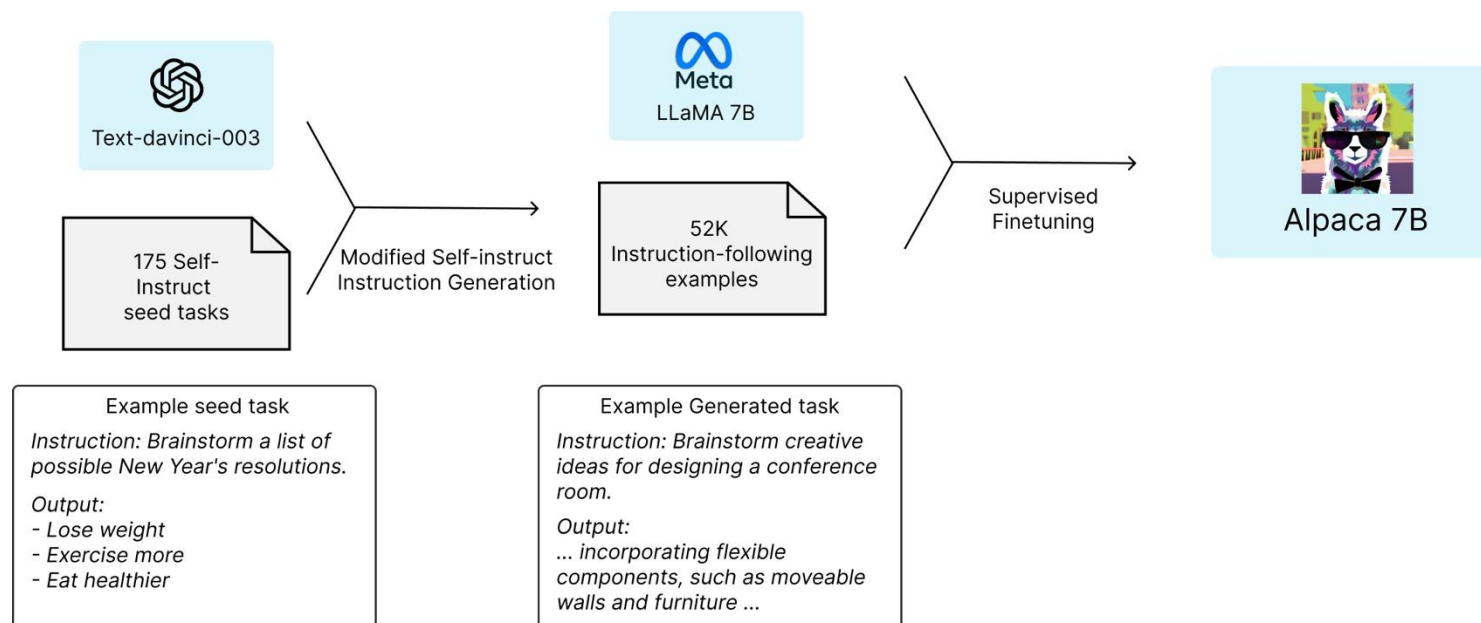 Text-davinci-003
175 Self-
Instruct
seed tasks
Modified Self-instruct
Instruction Generation
Meta
LLaMA 7B
52K
Instruction-following
examples
Supervised
Finetuning
Alpaca 7B
Example seed task
Instruction: Brainstorm a list of
possible New Year's resolutions.
Output:
- Lose weight
- Exercise more
- Eat healthier
Example Generated task
Instruction: Brainstorm creative
ideas for designing a conference
room.
Output:
... incorporating flexible
components, such as moveable
walls and furniture ...